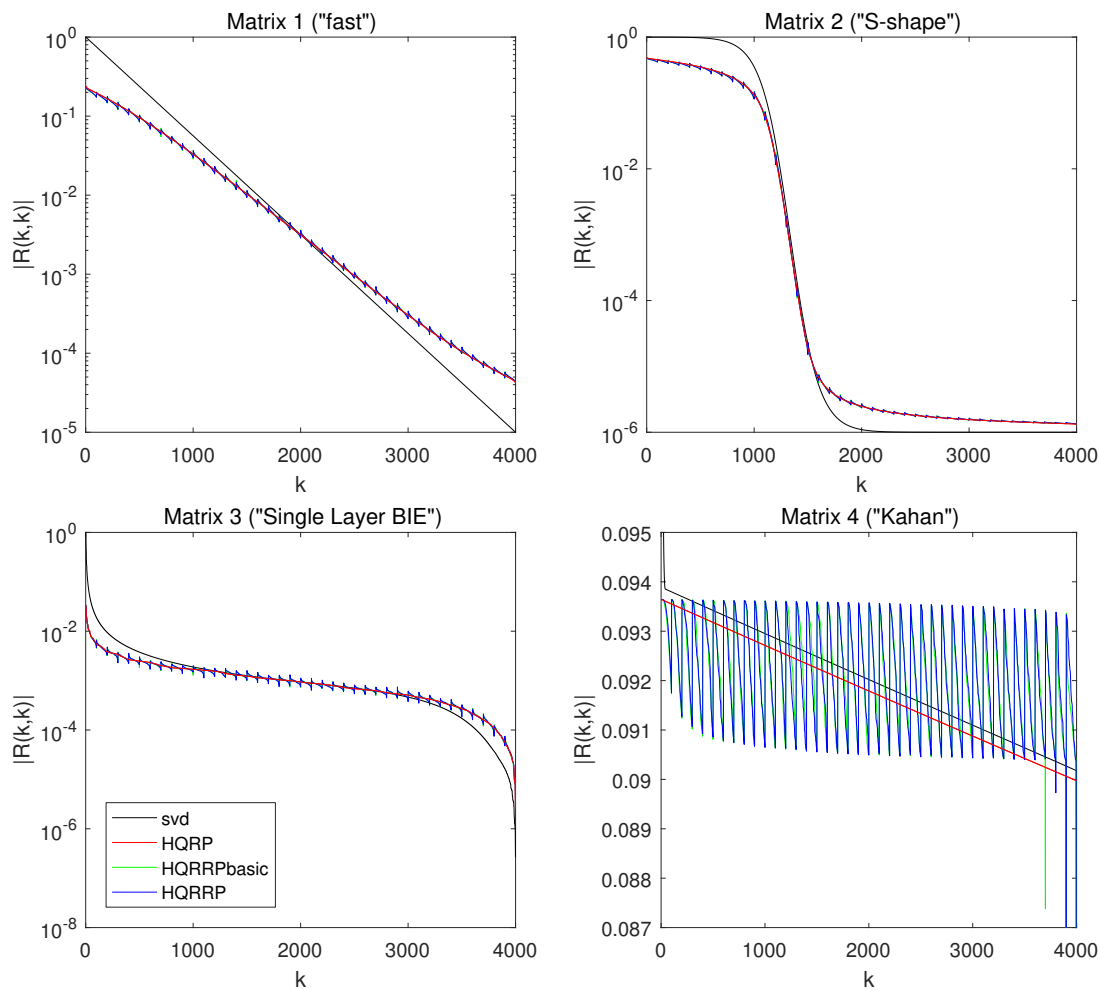 Matrix 1 ("fast")
10^0
10^-1
10^-2
10^-3
10^-4
10^-5
|R(k,k)|
0 1000 2000 3000 4000
k
Matrix 2 ("S-shape")
10^0
10^-2
10^-4
10^-6
|R(k,k)|
0 1000 2000 3000 4000
k
Matrix 3 ("Single Layer BIE")
10^0
10^-2
10^-4
10^-6
10^-8
|R(k,k)|
svd
HQRP
HQRRPbasic
HQRRP
0 1000 2000 3000 4000
k
Matrix 4 ("Kahan")
0.095
0.094
0.093
0.092
0.091
0.09
0.089
0.088
0.087
|R(k,k)|
0 1000 2000 3000 4000
k